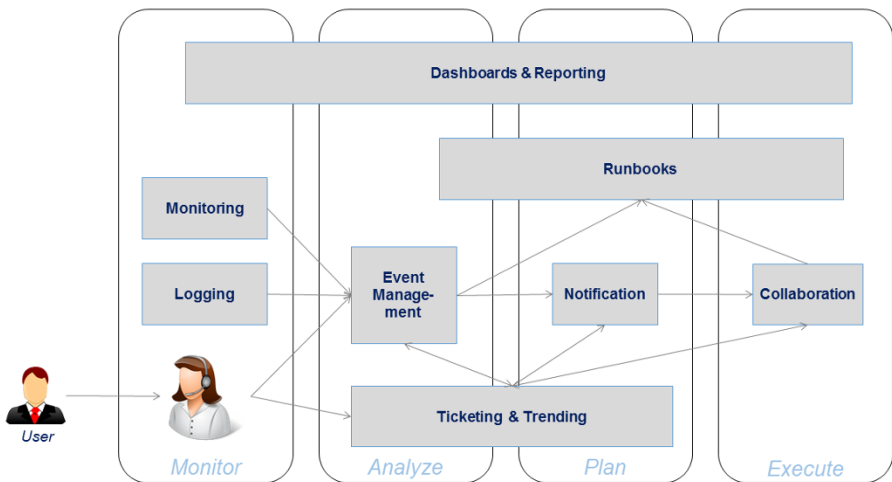 Dashboards & Reporting
Runbooks
Monitoring
Logging
Event
Manage-
ment
Notification
Collaboration
Ticketing & Trending
User
Monitor
Analyze
Plan
Execute